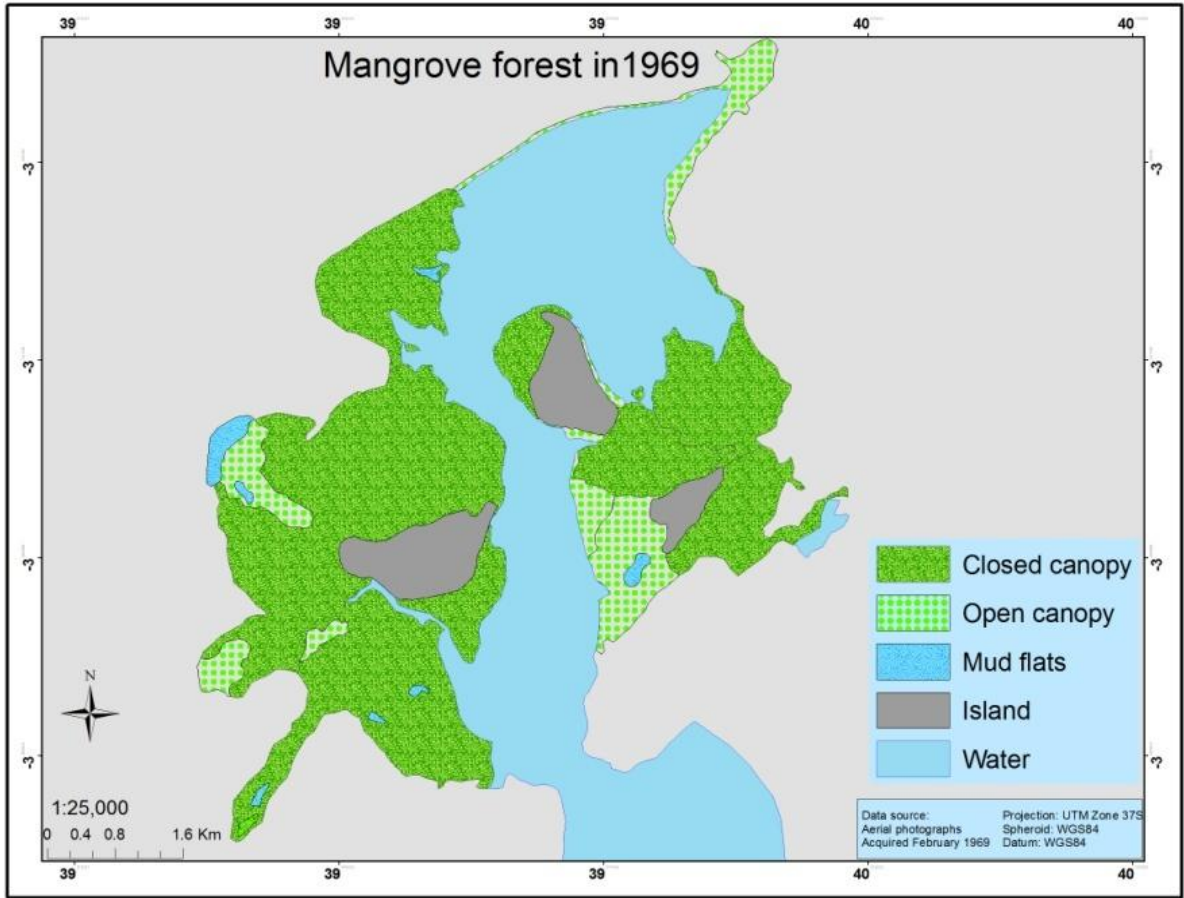 39 39 39 40 40
Mangrove forest in1969
-3 -3
-3 -3
-3 -3
-3 -3
Closed canopy
Open canopy
Mud flats
Island
Water
N
1:25,000
0 0.4 0.8 1.6 Km
Data source:
Aerial photographs
Acquired February 1969
Projection: UTM Zone 37S
Spheroid: WGS84
Datum: WGS84
39 39 39 40 40